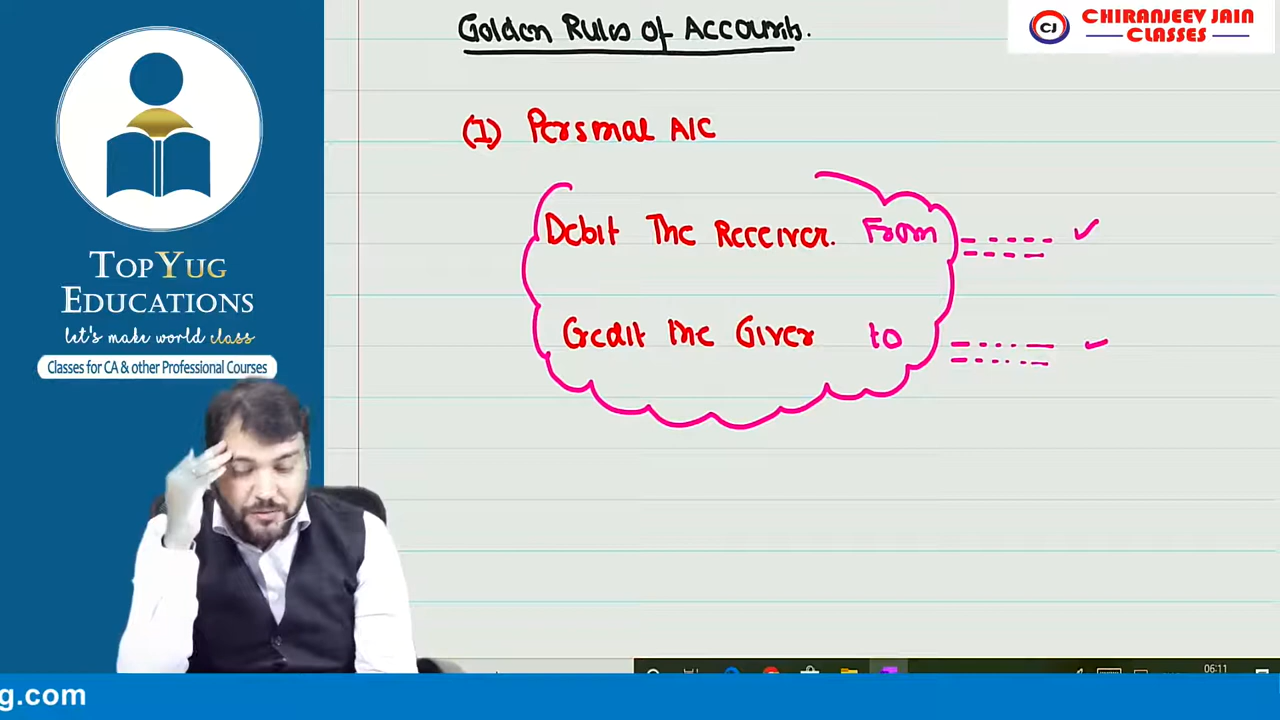 Golden Rules of Accounts.
CHIRANJEEV JAIN
CLASSES
CJ
(I) Personal A/C
Debit The Receiver. From
Credit the Giver to
TOPYUG
EDUCATIONS
let's make world class
Classes for CA & other Professional Courses
06:11
g.com